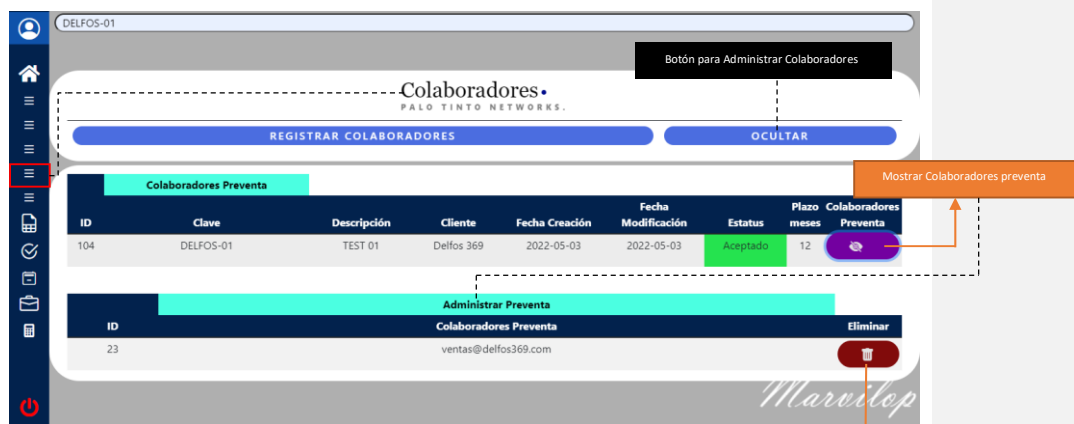 DELFOS-01
Botón para Administrar Colaboradores
Colaboradores•
PALO TINTO NETWORKS.
REGISTRAR COLABORADORES
OCULTAR
Mostrar Colaboradores preventa
Colaboradores Preventa
ID Clave Descripción Cliente Fecha Creación Fecha Modificación Estatus Plazo meses Colaboradores Preventa
104 DELFOS-01 TEST 01 Delfos 369 2022-05-03 2022-05-03 Aceptado 12
Administrar Preventa
ID Colaboradores Preventa Eliminar
23 ventas@delfos369.com
Marvilop